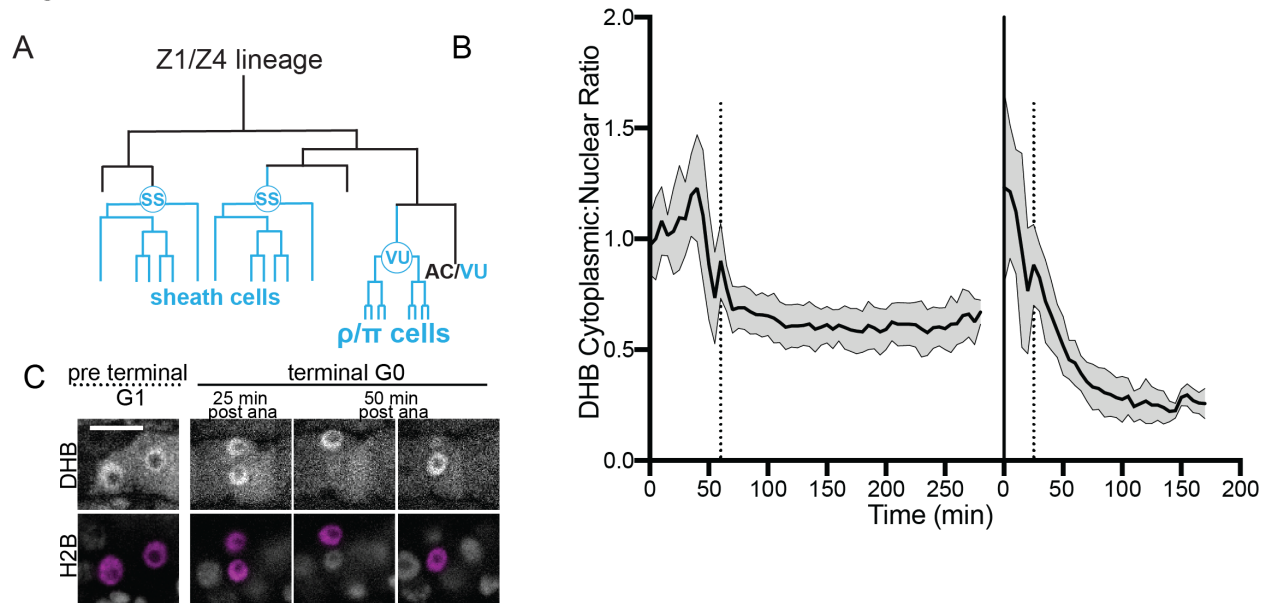 A
Z1/Z4 lineage
SS
SS
VU
AC/VU
sheath cells
ρ/π cells
B
DHB Cytoplasmic:Nuclear Ratio
2.0
1.5
1.0
0.5
0.0
0 50 100 150 200 250
0 50 100 150 200
Time (min)
C
pre terminal
G1
terminal G0
25 min
post ana
50 min
post ana
DHB
H2B